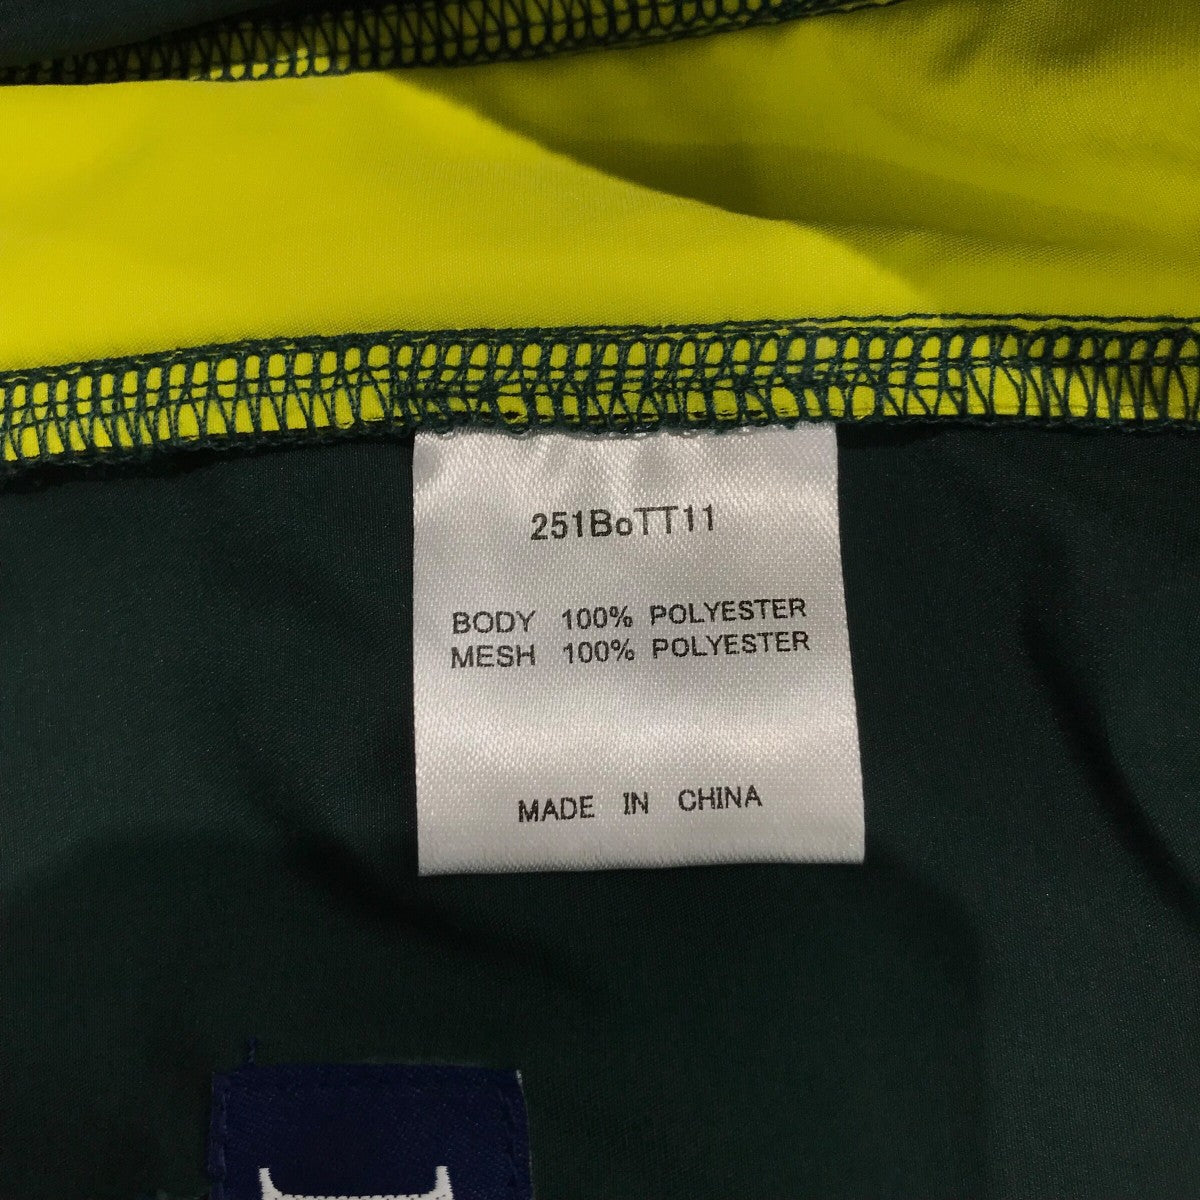 251BoTT11
BODY 100% POLYESTER
MESH 100% POLYESTER
MADE IN CHINA